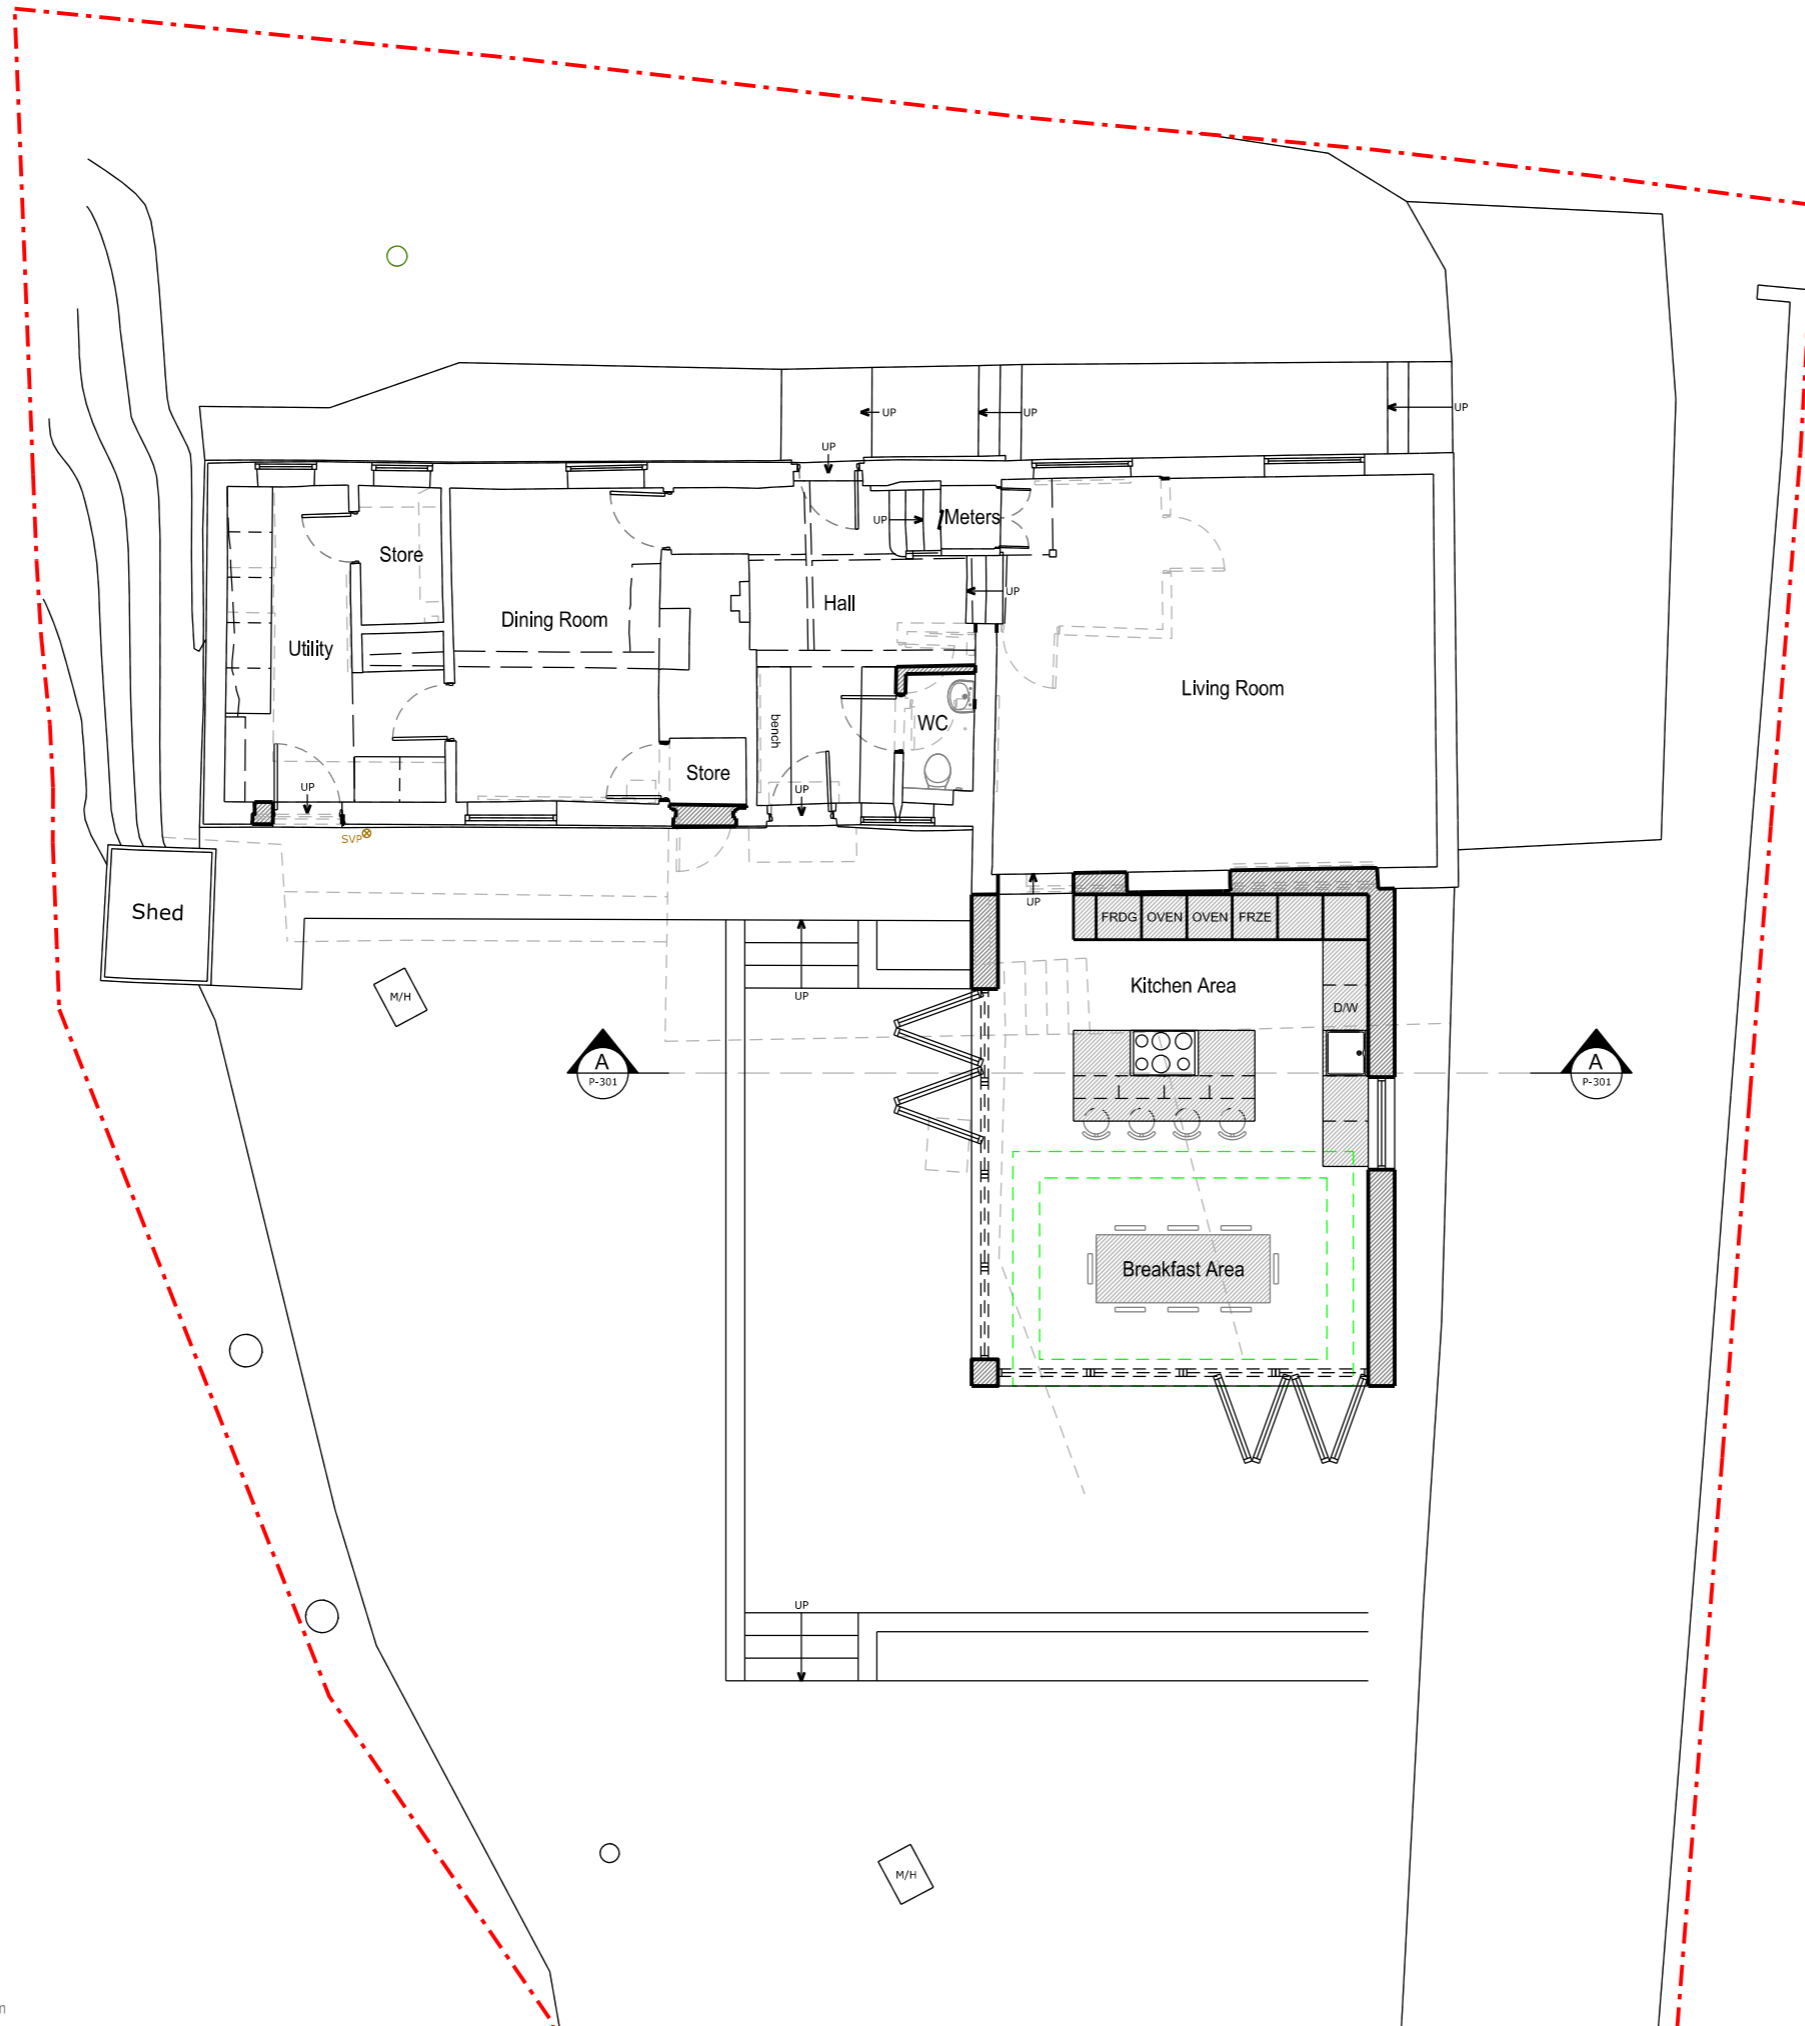 UP
UP
UP
UP
UP
Meters
Store
UP
Hall
Dining Room
Utility
Living Room
bench
WC
Store
UP
UP
SVP
UP
Shed
FRDG
OVEN
OVEN
FRZE
Kitchen Area
M/H
UP
D/W
A
P-301
A
P-301
Breakfast Area
UP
M/H